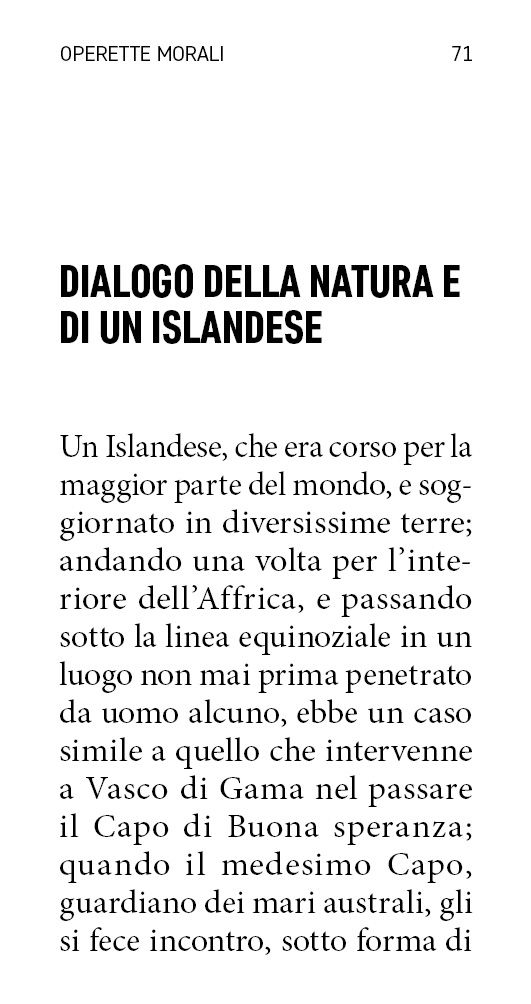 OPERETTE MORALI 71
DIALOGO DELLA NATURA E
DI UN ISLANDESE
Un Islandese, che era corso per la
maggior parte del mondo, e sog-
giornato in diversissime terre;
andando una volta per l’inte-
riore dell’Affrica, e passando
sotto la linea equinoziale in un
luogo non mai prima penetrato
da uomo alcuno, ebbe un caso
simile a quello che intervenne
a Vasco di Gama nel passare
il Capo di Buona speranza;
quando il medesimo Capo,
guardiano dei mari australi, gli
si fece incontro, sotto forma di